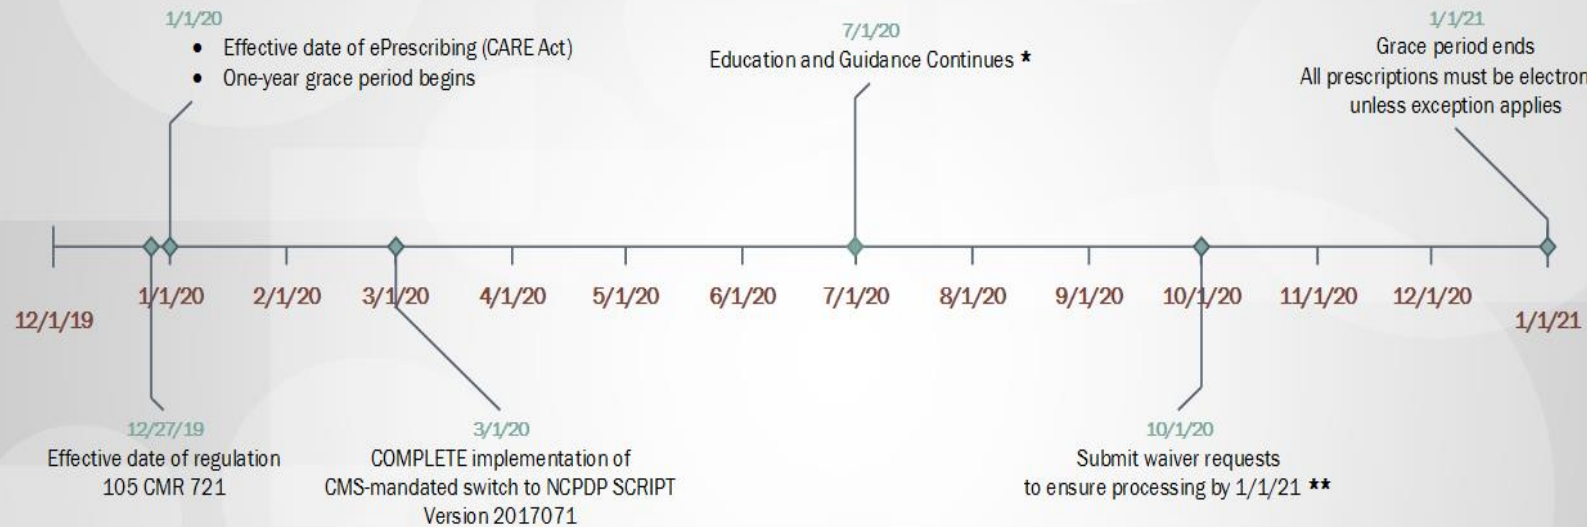 1/1/20
• Effective date of ePrescribing (CARE Act)
• One-year grace period begins
7/1/20
Education and Guidance Continues *
1/1/21
Grace period ends
All prescriptions must be electron
unless exception applies
12/1/19
1/1/20
2/1/20
3/1/20
4/1/20
5/1/20
6/1/20
7/1/20
8/1/20
9/1/20
10/1/20
11/1/20
12/1/20
1/1/21
12/27/19
Effective date of regulation
105 CMR 721
3/1/20
COMPLETE implementation of
CMS-mandated switch to NCPDP SCRIPT
Version 2017071
10/1/20
Submit waiver requests
to ensure processing by 1/1/21 **